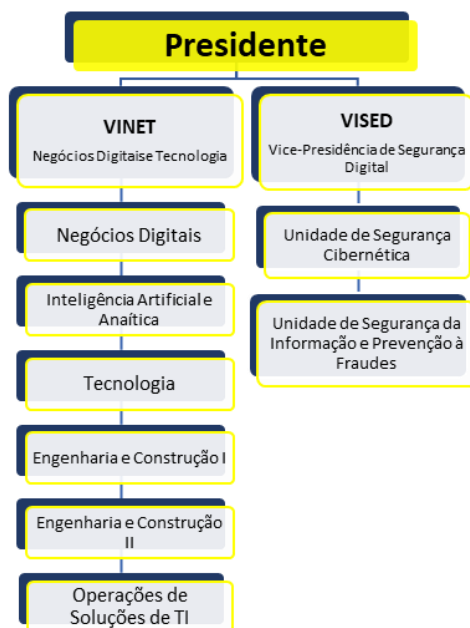 Presidente
VINET
Negócios Digitaise Tecnologia
VISED
Vice-Presidência de Segurança
Digital
Negócios Digitais
Inteligência Artificial e
Anaítica
Tecnologia
Engenharia e Construção I
Engenharia e Construção
II
Operações de
Soluções de TI
Unidade de Segurança
Cibernética
Unidade de Segurança da
Informação e Prevenção à
Fraudes